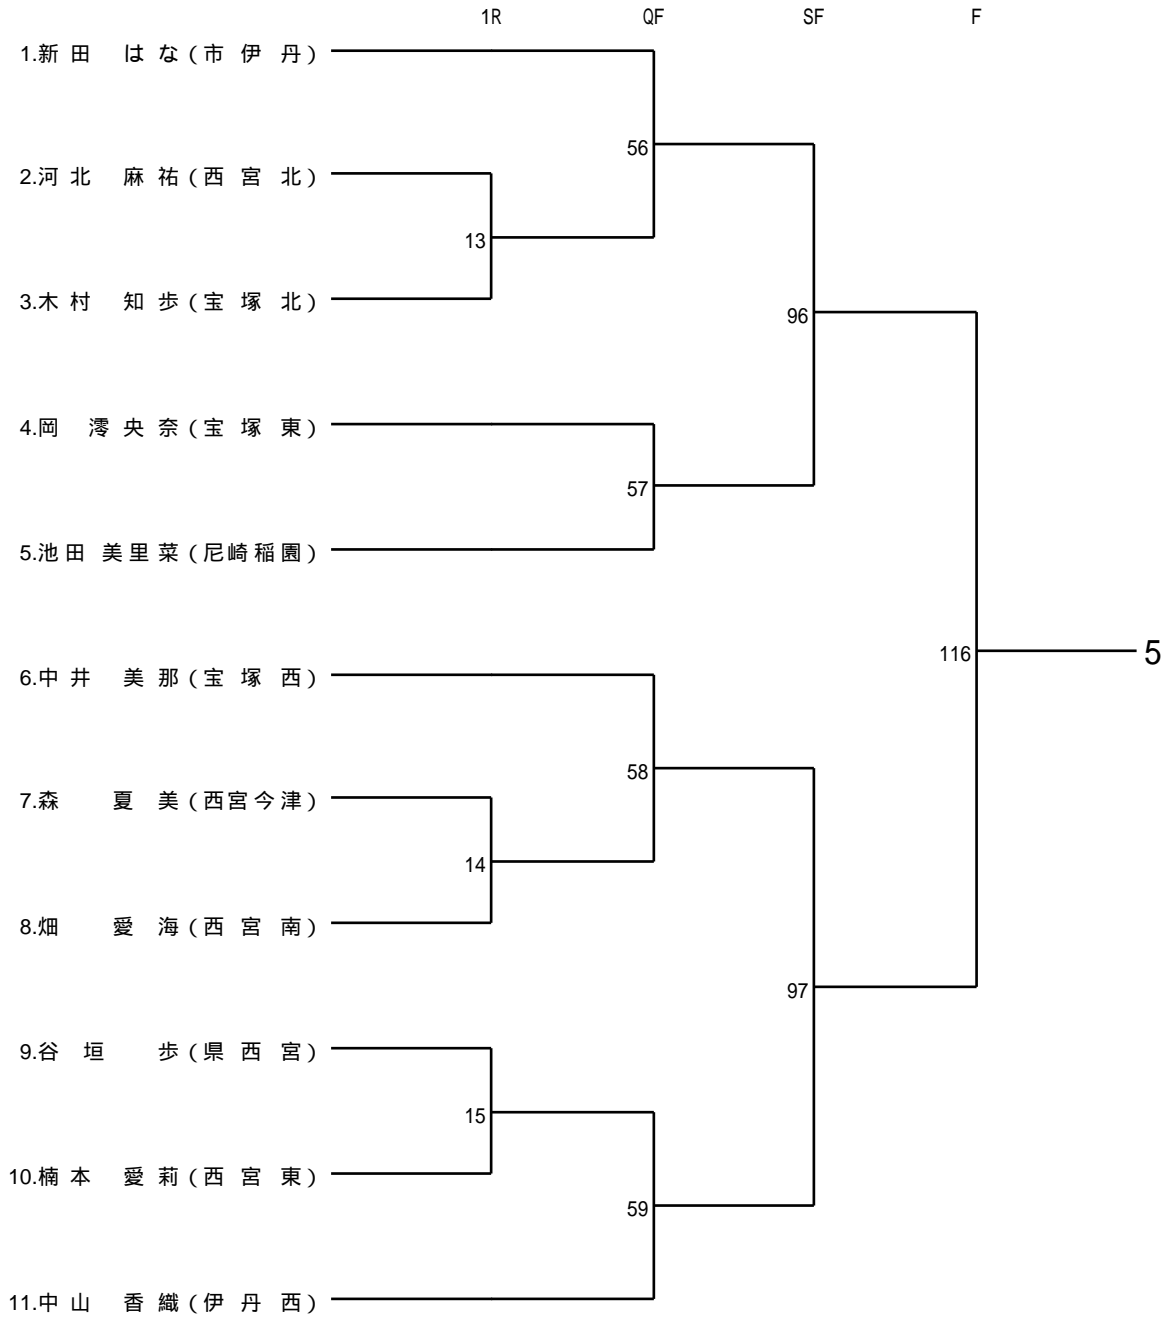 1R QF SF F
1.新田 はな(市伊丹)
56
2.河北 麻祐(西宮北)
13
3.木村 知歩(宝塚北)
96
4.岡 澪央奈(宝塚東)
57
5.池田 美里菜(尼崎稲園)
116 5
6.中井 美那(宝塚西)
58
7.森 夏美(西宮今津)
14
8.畑 愛海(西宮南)
97
9.谷垣 歩(県西宮)
15
10.楠本 愛莉(西宮東)
59
11.中山 香織(伊丹西)